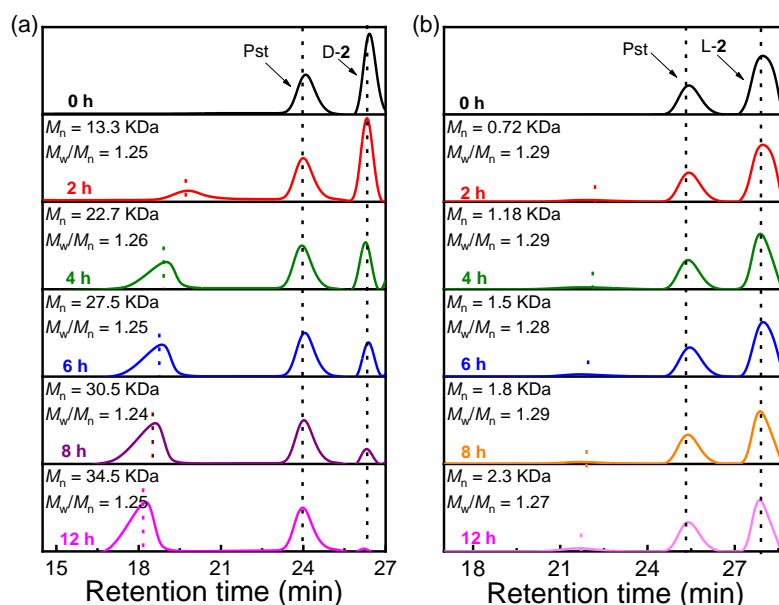 (a)
Pst
D-2
0 h
Mn = 13.3 KDa
Mw/Mn = 1.25
2 h
Mn = 22.7 KDa
Mw/Mn = 1.26
4 h
Mn = 27.5 KDa
Mw/Mn = 1.25
6 h
Mn = 30.5 KDa
Mw/Mn = 1.24
8 h
Mn = 34.5 KDa
Mw/Mn = 1.25
12 h
15 18 21 24 27
Retention time (min)
(b)
Pst
L-2
0 h
Mn = 0.72 KDa
Mw/Mn = 1.29
2 h
Mn = 1.18 KDa
Mw/Mn = 1.29
4 h
Mn = 1.5 KDa
Mw/Mn = 1.28
6 h
Mn = 1.8 KDa
Mw/Mn = 1.29
8 h
Mn = 2.3 KDa
Mw/Mn = 1.27
12 h
17 21 24 27
Retention time (min)